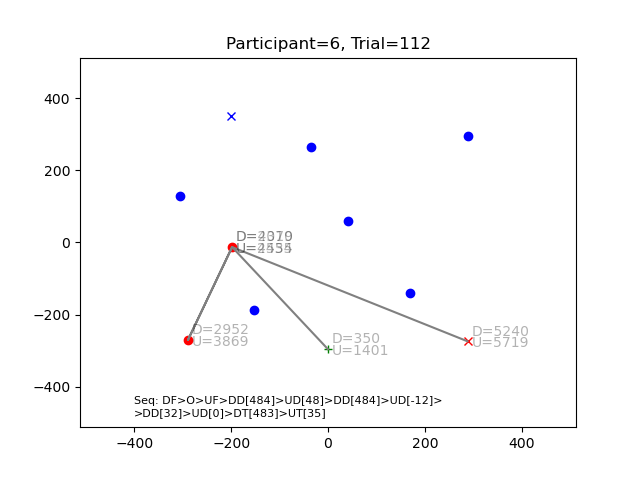 Participant=6, Trial=112
400
200
0
−200
−400
D=2952
U=3869
D=350
U=1401
D=5240
U=5719
Seq: DF>O>UF>DD[484]>UD[48]>DD[484]>UD[-12]>
>DD[32]>UD[0]>DT[483]>UT[35]
−400
−200
0
200
400